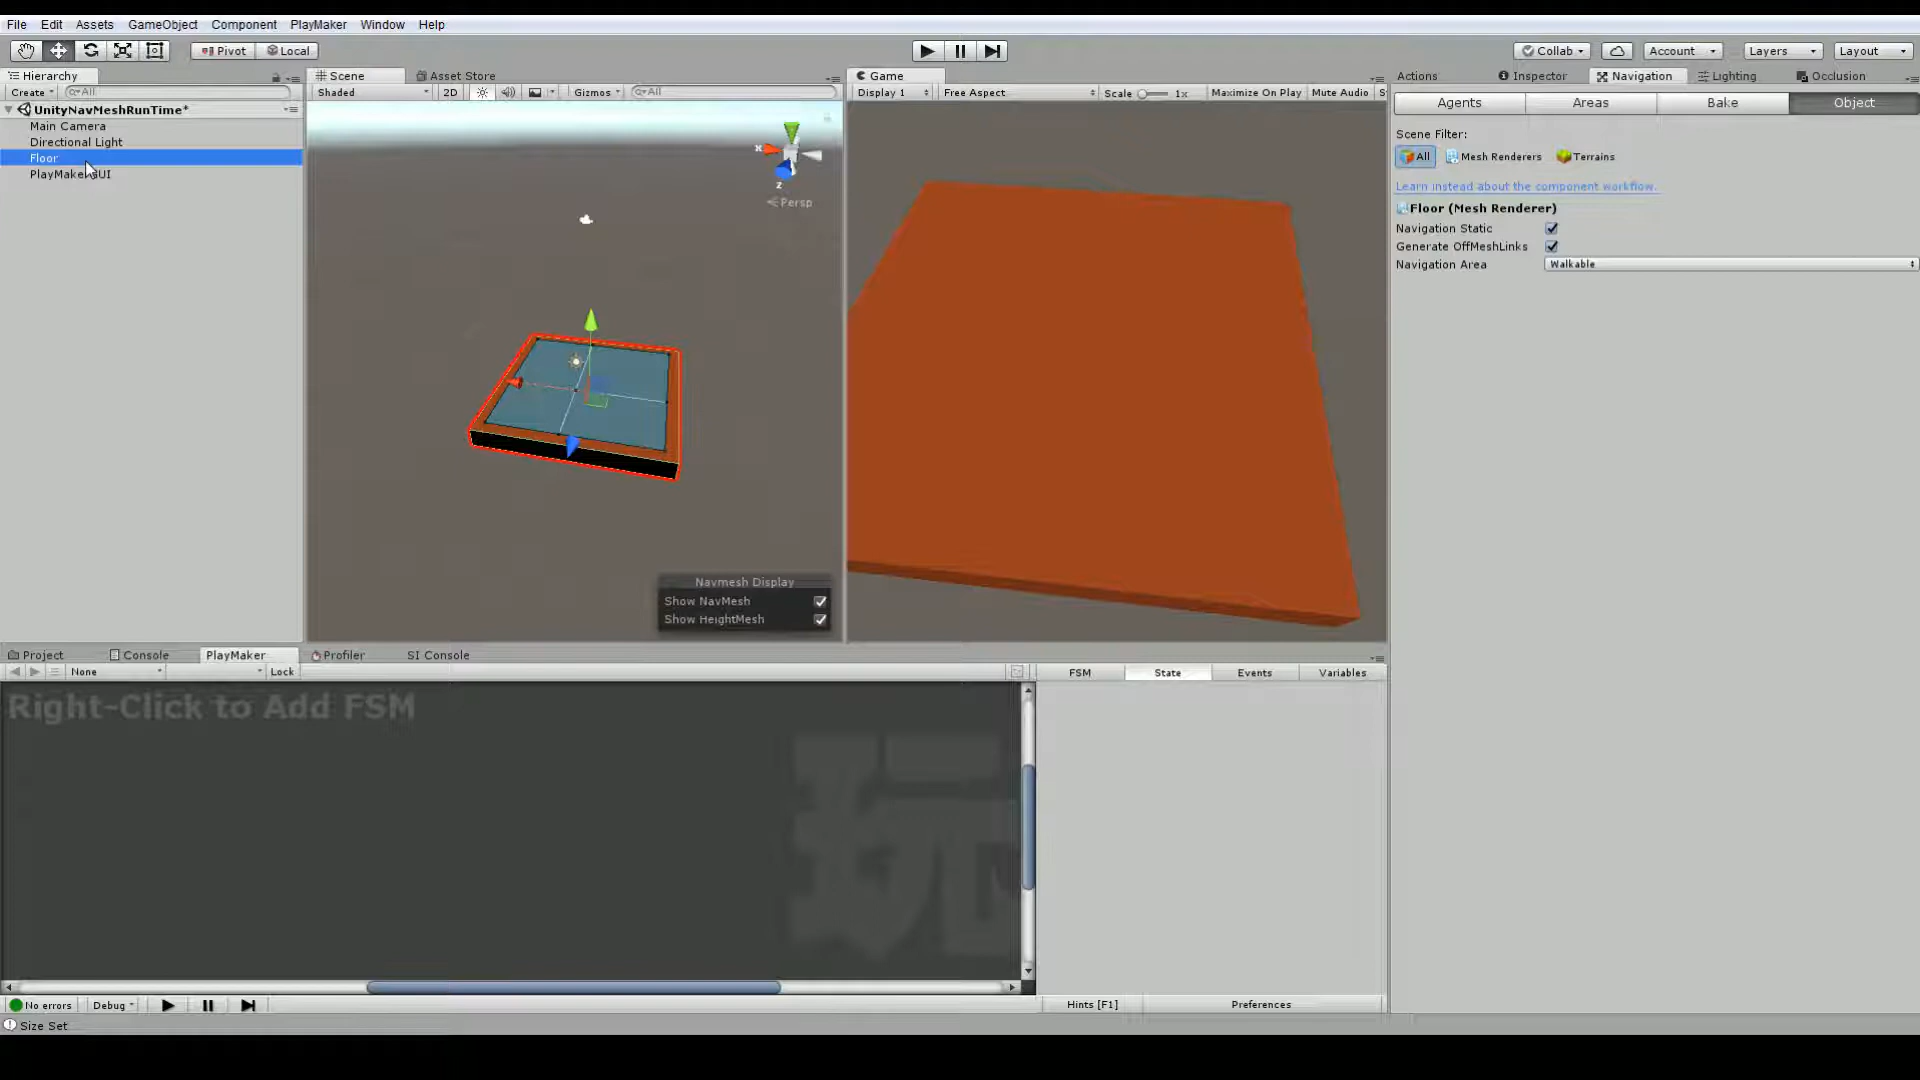 File Edit Assets GameObject Component PlayMaker Window Help
Pivot Local Collab Account Layers Layout
Hierarchy
Create All
UnityNavMeshRunTime*
Main Camera
Directional Light
Floor
PlayMaker GUI
Scene Asset Store
Shaded 2D Gizmos All
x
z
Persp
Navmesh Display
Show NavMesh
Show HeightMesh
Game
Display 1 Free Aspect Scale 1x Maximize On Play Mute Audio S
Actions Inspector Navigation Lighting Occlusion
Agents Areas Bake Object
Scene Filter:
All Mesh Renderers Terrains
Learn instead about the component workflow.
Floor (Mesh Renderer)
Navigation Static
Generate OffMeshLinks
Navigation Area Walkable
Project Console PlayMaker Profiler SI Console
None Lock FSM State Events Variables
Right-Click to Add FSM
玩
No errors Debug Hints [F1] Preferences
Size Set